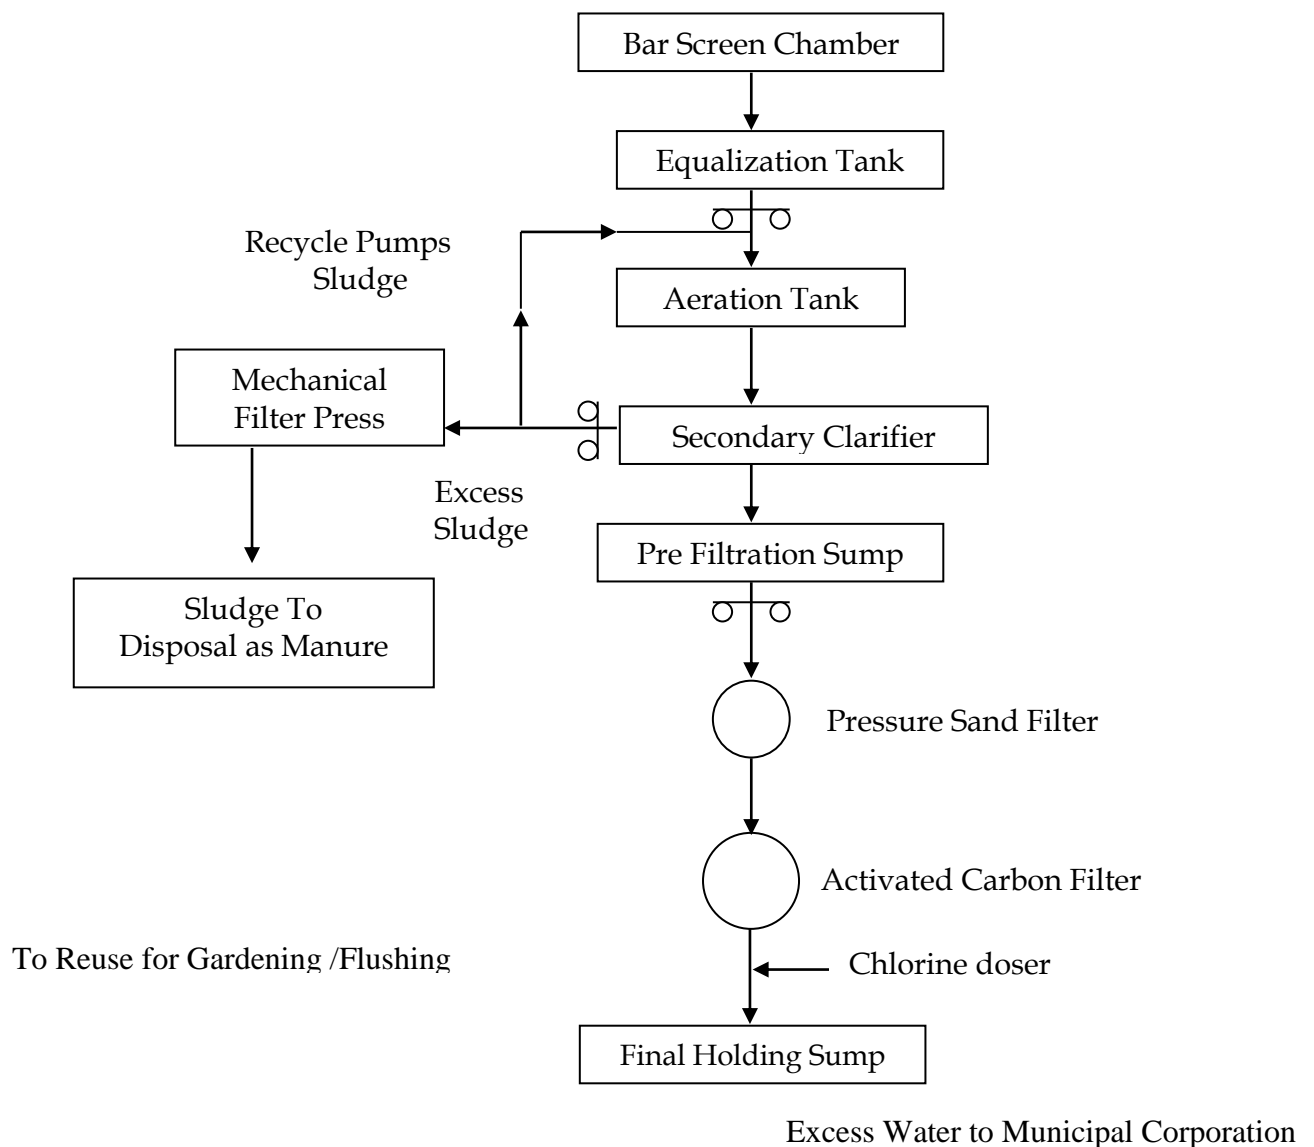 Bar Screen Chamber
Equalization Tank
Recycle Pumps
Sludge
Aeration Tank
Mechanical
Filter Press
Secondary Clarifier
Excess
Sludge
Pre Filtration Sump
Sludge To
Disposal as Manure
Pressure Sand Filter
Activated Carbon Filter
To Reuse for Gardening /Flushing
Chlorine doser
Final Holding Sump
Excess Water to Municipal Corporation